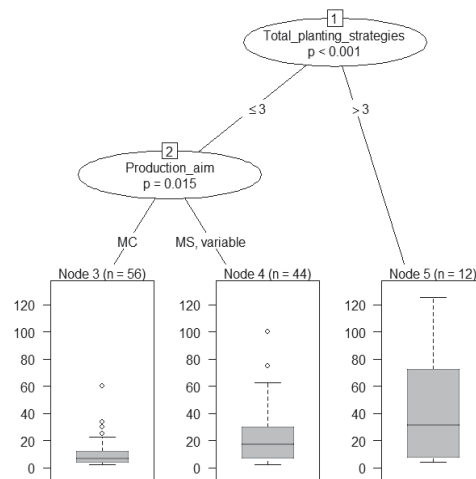 1
Total_planting_strategies
p < 0.001
≤ 3
> 3
2
Production_aim
p = 0.015
MC
MS, variable
Node 3 (n = 56)
Node 4 (n = 44)
Node 5 (n = 12)
120
100
80
60
40
20
0
120
100
80
60
40
20
0
120
100
80
60
40
20
0